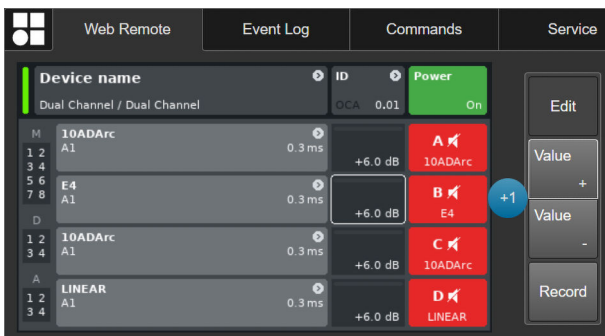 Web Remote
Event Log
Commands
Service
Device name
Dual Channel / Dual Channel
ID
OCA 0.01
Power
On
M
1 2
3 4
5 6
7 8
D
1 2
3 4
A
1 2
3 4
10ADArc
A1
0.3 ms
+6.0 dB
A
10ADArc
E4
A1
0.3 ms
+6.0 dB
B
E4
10ADArc
A1
0.3 ms
+6.0 dB
C
10ADArc
LINEAR
A1
0.3 ms
+6.0 dB
D
LINEAR
+1
Edit
Value
+
Value
-
Record